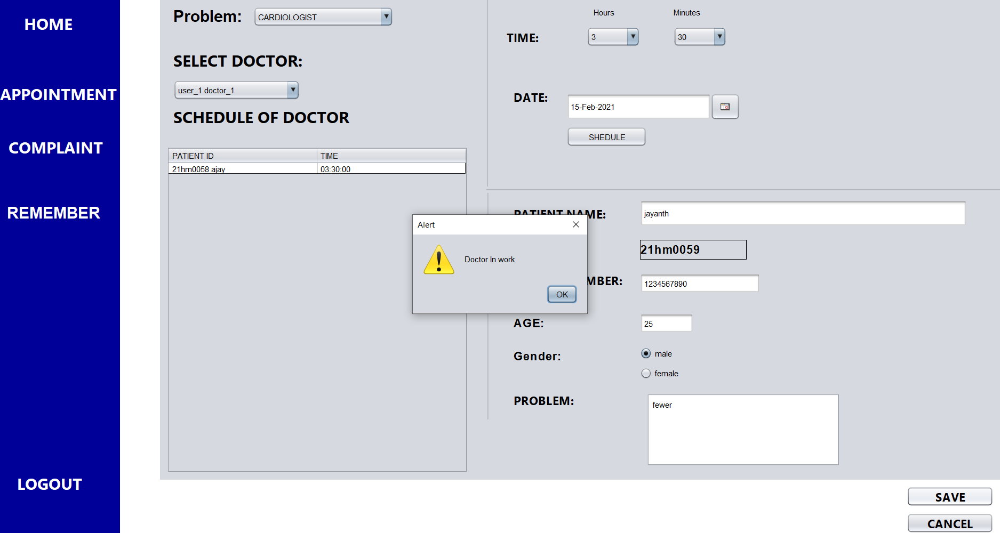 HOME
APPOINTMENT
COMPLAINT
REMEMBER
LOGOUT
Problem: CARDIOLOGIST
SELECT DOCTOR:
user_1 doctor_1
SCHEDULE OF DOCTOR
PATIENT ID TIME
21hm0058 ajay 03:30:00
Hours Minutes
TIME: 3 30
DATE: 15-Feb-2021
SHEDULE
PATIENT NAME: jayanth
21hm0059
MBER: 1234567890
AGE: 25
Gender: male
female
PROBLEM: fewer
Alert
Doctor In work
OK
SAVE
CANCEL